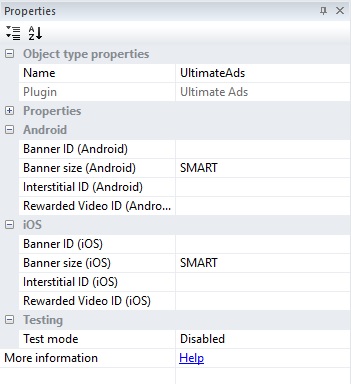 Properties
Object type properties
Name UltimateAds
Plugin Ultimate Ads
Properties
Android
Banner ID (Android)
Banner size (Android) SMART
Interstitial ID (Android)
Rewarded Video ID (Andro...
iOS
Banner ID (iOS)
Banner size (iOS) SMART
Interstitial ID (iOS)
Rewarded Video ID (iOS)
Testing
Test mode Disabled
More information Help